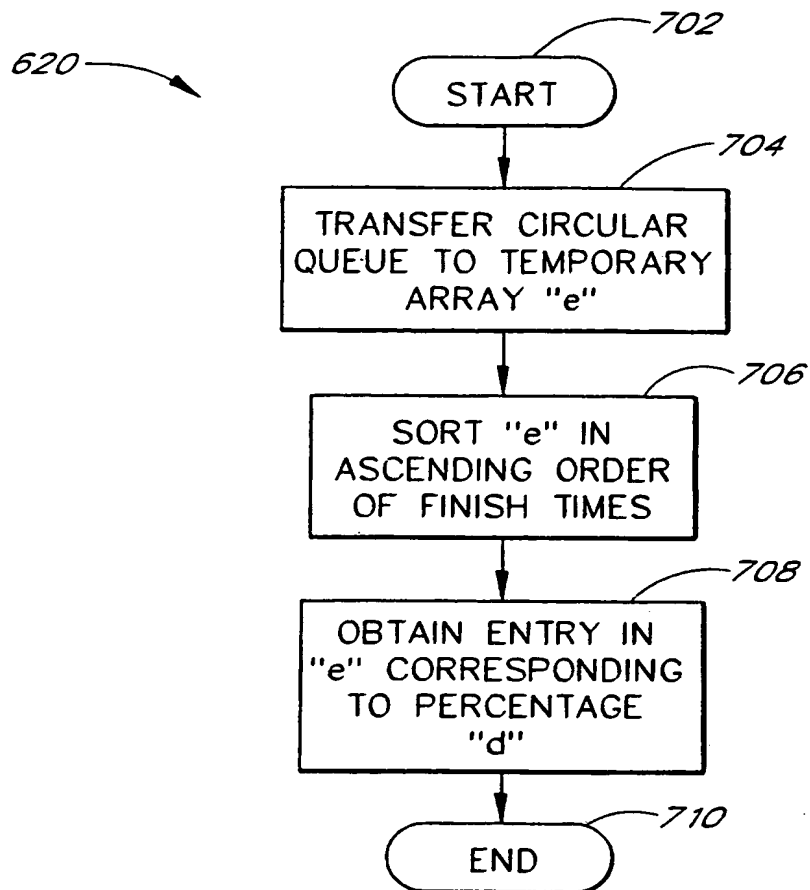 702
620
START
704
TRANSFER CIRCULAR
QUEUE TO TEMPORARY
ARRAY "e"
706
SORT "e" IN
ASCENDING ORDER
OF FINISH TIMES
708
OBTAIN ENTRY IN
"e" CORRESPONDING
TO PERCENTAGE
"d"
710
END